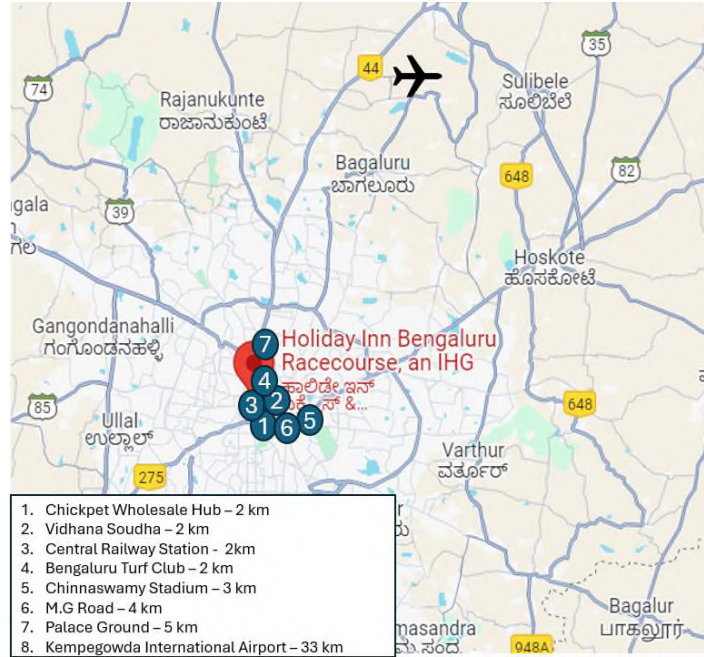 44
35
74
Sulibele
ಸೂಲಿಬೆಲೆ
Rajanukunte
ರಾಜಾನುಕುಂಟೆ
Bagaluru
ಬಾಗಲೂರು
648
82
39
ngala
Hoskote
ಹೊಸಕೋಟೆ
Gangondanahalli
ಗಂಗೊಂಡನಹಳ್ಳಿ
7
Holiday Inn Bengaluru
Racecourse, an IHG
ಹಾಲಿಡೇ ಇನ್
4
3
2
1
6
5
85
Ullal
ಉಲ್ಲಾಳ್
648
Varthur
ವರ್ತೂರ್
275
1. Chickpet Wholesale Hub – 2 km
2. Vidhana Soudha – 2 km
3. Central Railway Station - 2km
4. Bengaluru Turf Club – 2 km
5. Chinnaswamy Stadium – 3 km
6. M.G Road – 4 km
7. Palace Ground – 5 km
8. Kempegowda International Airport – 33 km
masandra
948A
Bagalur
ಬಾಗಲೂರ್